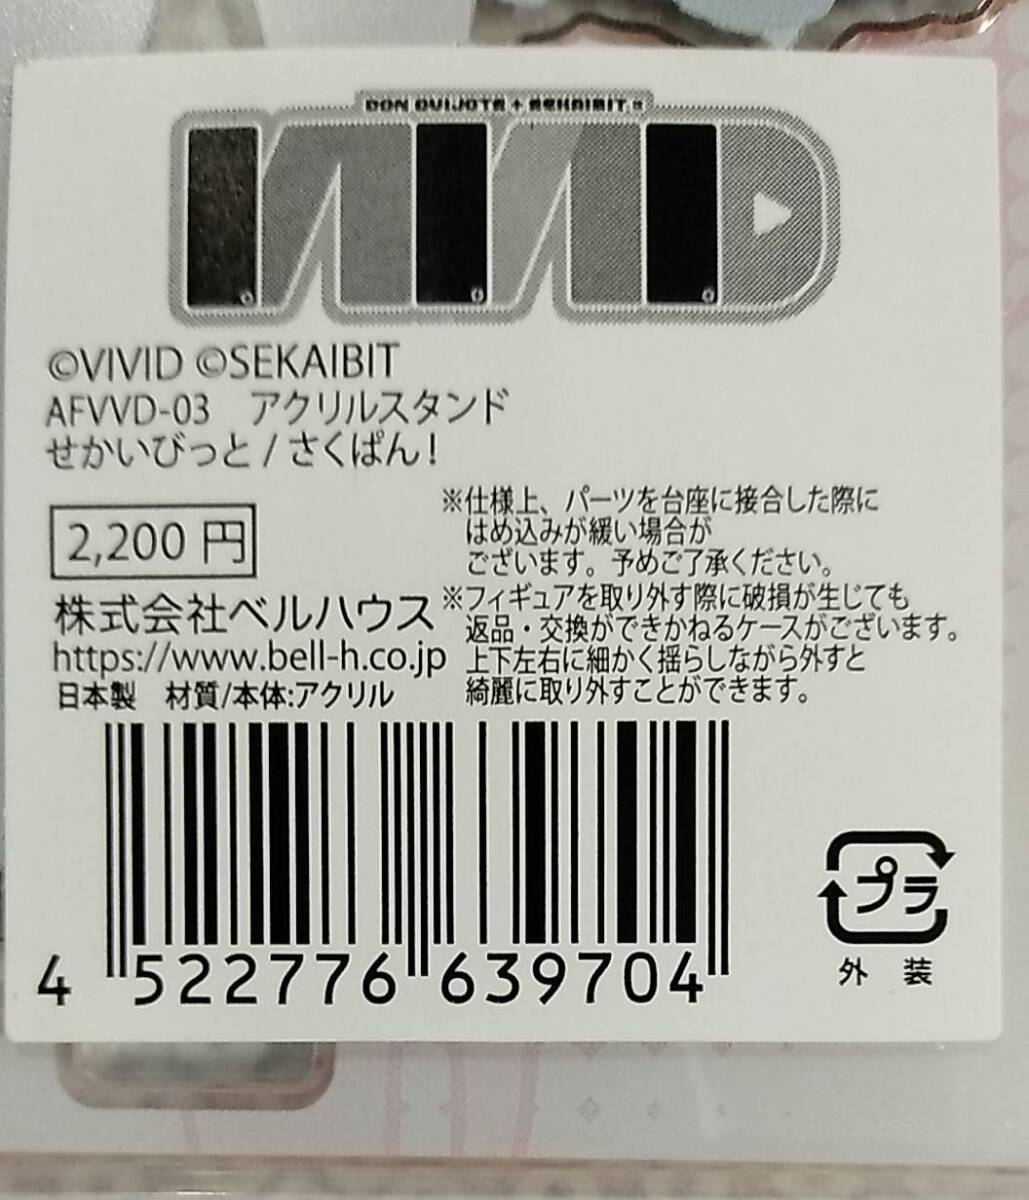 DON QUIJOTE + SEKAIBIT.α
VIVID
©VIVID ©SEKAIBIT
AFVVD-03　アクリルスタンド
せかいびっと / さくぱん！
2,200 円
株式会社ベルハウス
https://www.bell-h.co.jp
日本製　材質/本体:アクリル
※仕様上、パーツを台座に接合した際に
はめ込みが緩い場合が
ございます。予めご了承ください。
※フィギュアを取り外す際に破損が生じても
返品・交換ができかねるケースがございます。
上下左右に細かく揺らしながら外すと
綺麗に取り外すことができます。
4 522776 639704
プラ
外 装